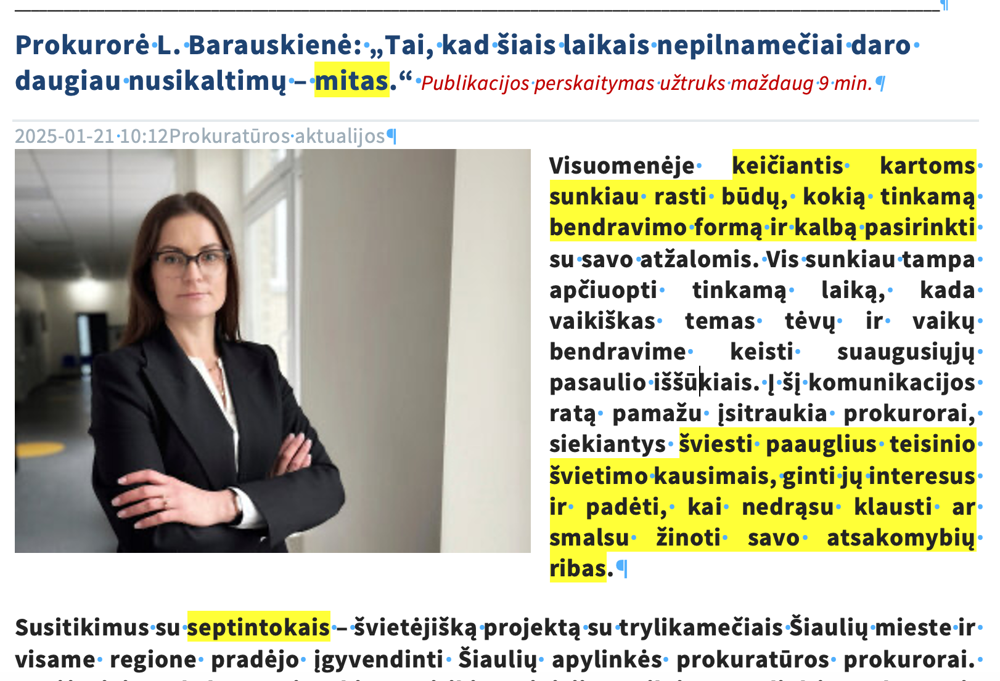 Prokurorė L. Barauskienė: „Tai, kad šiais laikais nepilnamečiai daro
daugiau nusikaltimų – mitas.“ Publikacijos perskaitymas užtruks maždaug 9 min.¶
2025-01-21 10:12Prokuratūros aktualijos¶
Visuomenėje keičiantis kartoms
sunkiau rasti būdų, kokią tinkamą
bendravimo formą ir kalbą pasirinkti
su savo atžalomis. Vis sunkiau tampa
apčiuopti tinkamą laiką, kada
vaikiškas temas tėvų ir vaikų
bendravime keisti suaugusiųjų
pasaulio iššūkiais. Į šį komunikacijos
ratą pamažu įsitraukia prokurorai,
siekiantys šviesti paauglius teisinio
švietimo kausimais, ginti jų interesus
ir padėti, kai nedrąsu klausti ar
smalsu žinoti savo atsakomybių
ribas.¶
Susitikimus su septintokais – švietėjišką projektą su trylikamečiais Šiaulių mieste ir
visame regione pradėjo įgyvendinti Šiaulių apylinkės prokuratūros prokurorai.